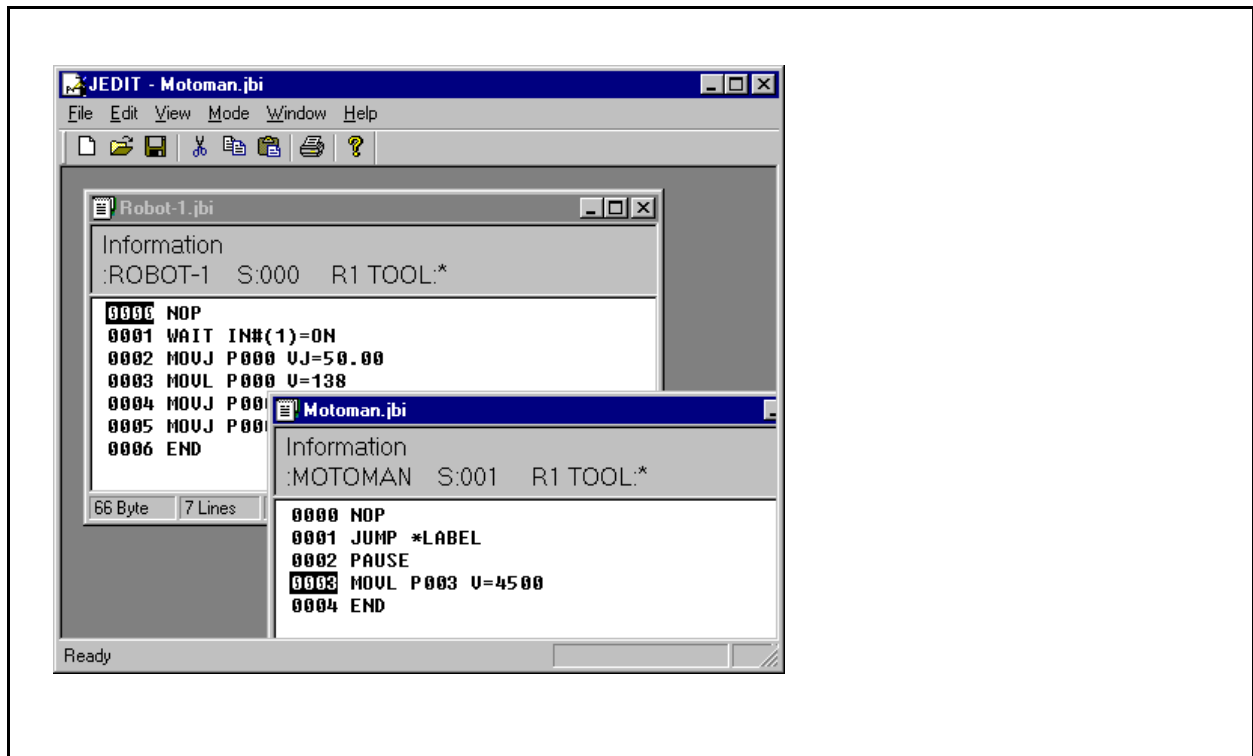 JEDIT - Motoman.jbi
File Edit View Mode Window Help
Robot-1.jbi
Information
:ROBOT-1 S:000 R1 TOOL:*
0000 NOP
0001 WAIT IN#(1)=ON
0002 MOVJ P000 VJ=50.00
0003 MOVL P000 V=138
0004 MOVJ
0005 MOVJ
0006 END
66 Byte 7 Lines
Motoman.jbi
Information
:MOTOMAN S:001 R1 TOOL:*
0000 NOP
0001 JUMP *LABEL
0002 PAUSE
0003 MOVL P003 V=4500
0004 END
Ready